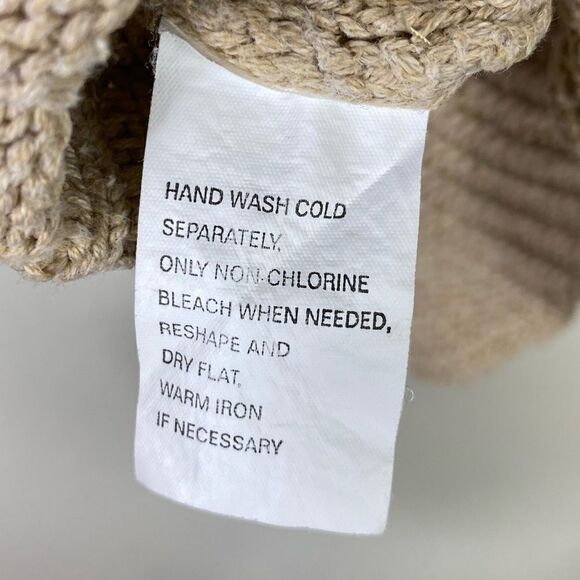 HAND WASH COLD
SEPARATELY,
ONLY NON-CHLORINE
BLEACH WHEN NEEDED,
RESHAPE AND
DRY FLAT,
WARM IRON
IF NECESSARY